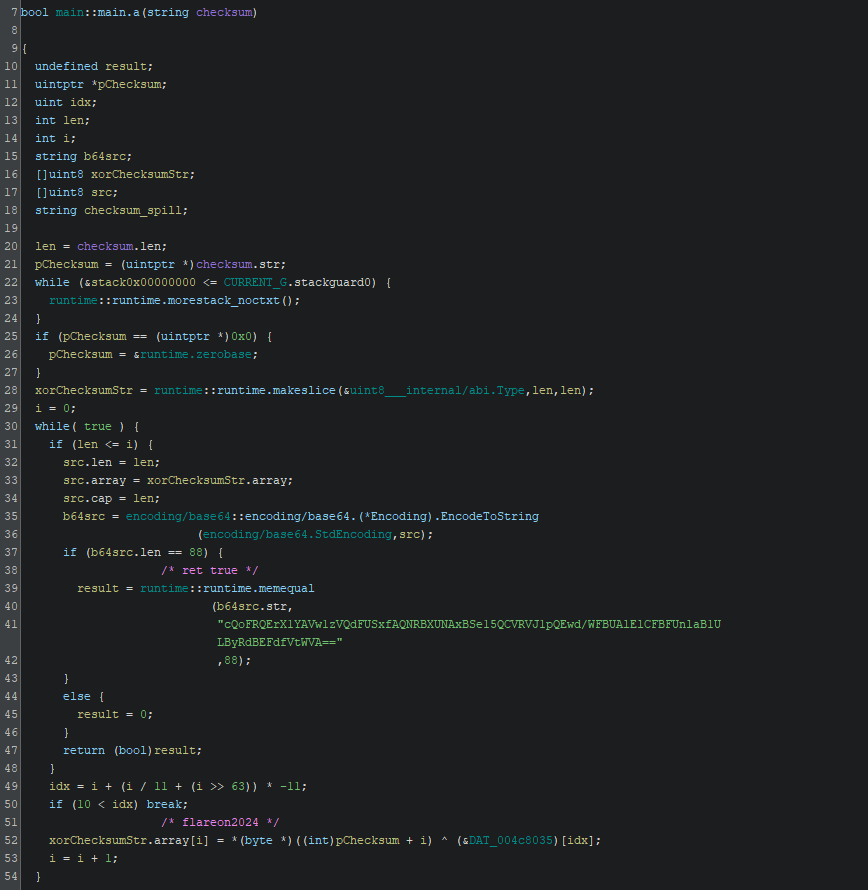 7 bool main::main.a(string checksum)
8
9 {
10 undefined result;
11 uintptr *pChecksum;
12 uint idx;
13 int len;
14 int i;
15 string b64src;
16 []uint8 xorChecksumStr;
17 []uint8 src;
18 string checksum_spill;
19
20 len = checksum.len;
21 pChecksum = (uintptr *)checksum.str;
22 while (&stack0x00000000 <= CURRENT_G.stackguard0) {
23 runtime::runtime.morestack_noctxt();
24 }
25 if (pChecksum == (uintptr *)0x0) {
26 pChecksum = &runtime.zerobase;
27 }
28 xorChecksumStr = runtime::runtime.makeslice(&uint8___internal/abi.Type,len,len);
29 i = 0;
30 while( true ) {
31 if (len <= i) {
32 src.len = len;
33 src.array = xorChecksumStr.array;
34 src.cap = len;
35 b64src = encoding/base64::encoding/base64.(*Encoding).EncodeToString
36 (encoding/base64.StdEncoding,src);
37 if (b64src.len == 88) {
38 /* ret true */
39 result = runtime::runtime.memequal
40 (b64src.str,
41 "cQoFRQErX1YAVw1zVQdFUSxfAQNRBXUNAxBSe15QCVRVJ1pQEwd/WFBUAlElCFBFUnlaB1U
LByRdBEFdfVtWVA=="
42 ,88);
43 }
44 else {
45 result = 0;
46 }
47 return (bool)result;
48 }
49 idx = i + (i / 11 + (i >> 63)) * -11;
50 if (10 < idx) break;
51 /* flareon2024 */
52 xorChecksumStr.array[i] = *(byte *)((int)pChecksum + i) ^ (&DAT_004c8035)[idx];
53 i = i + 1;
54 }